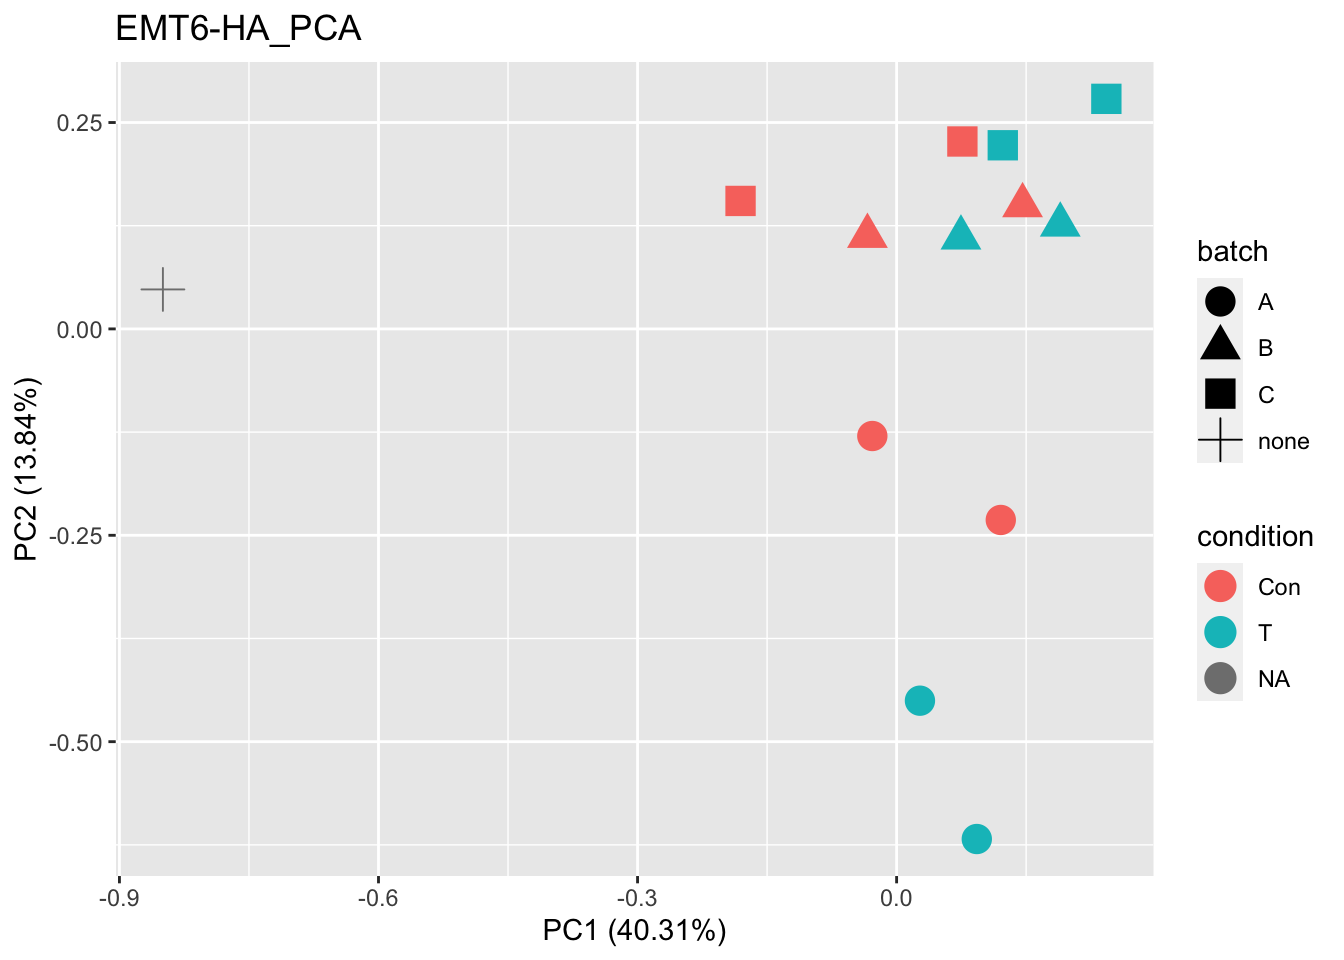 EMT6-HA_PCA
0.25
0.00
-0.25
-0.50
PC2 (13.84%)
-0.9
-0.6
-0.3
0.0
PC1 (40.31%)
batch
A
B
C
none
condition
Con
T
NA